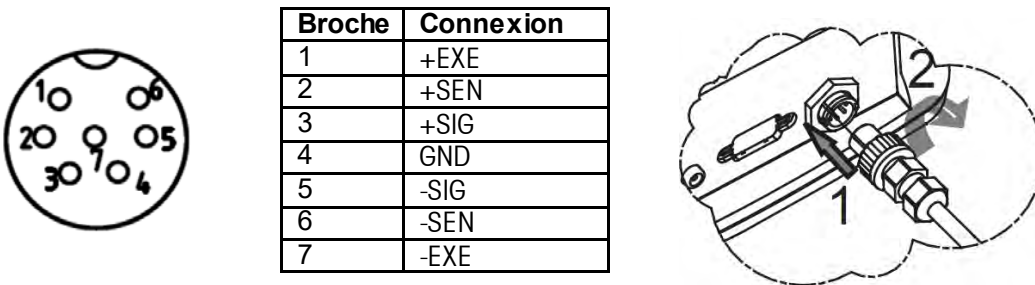 1 6
2 7 5
3 4
Broche Connexion
1 +EXE
2 +SEN
3 +SIG
4 GND
5 -SIG
6 -SEN
7 -EXE
2
1